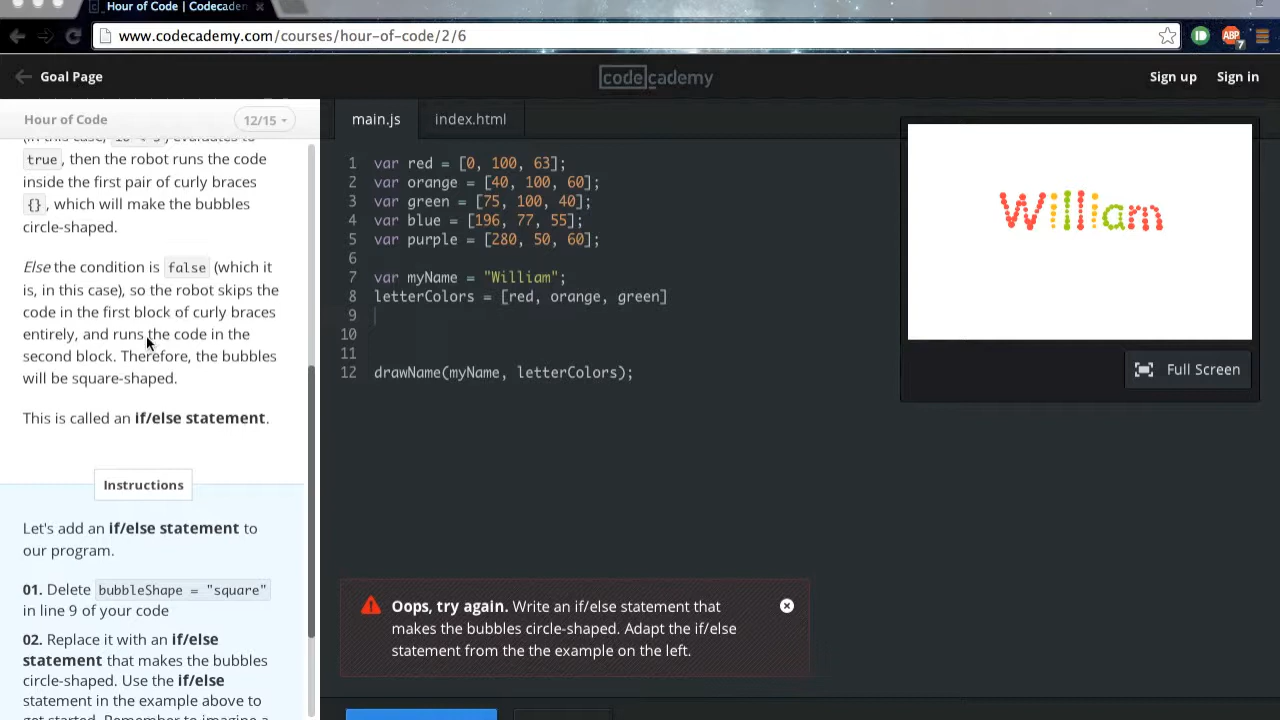 Hour of Code | Codecaden
www.codecademy.com/courses/hour-of-code/2/6
7
Goal Page
codecademy
Sign up
Sign in
Hour of Code
12/15
true, then the robot runs the code
inside the first pair of curly braces
{}, which will make the bubbles
circle-shaped.
Else the condition is false (which it
is, in this case), so the robot skips the
code in the first block of curly braces
entirely, and runs the code in the
second block. Therefore, the bubbles
will be square-shaped.
This is called an if/else statement.
Instructions
Let's add an if/else statement to
our program.
01. Delete bubbleShape = "square"
in line 9 of your code
02. Replace it with an if/else
statement that makes the bubbles
circle-shaped. Use the if/else
statement in the example above to
get started. Remember to imagine a
main.js
index.html
1 var red = [0, 100, 63];
2 var orange = [40, 100, 60];
3 var green = [75, 100, 40];
4 var blue = [196, 77, 55];
5 var purple = [280, 50, 60];
6
7 var myName = "William";
8 letterColors = [red, orange, green]
9
10
11
12 drawName(myName, letterColors);
William
Full Screen
Oops, try again. Write an if/else statement that
makes the bubbles circle-shaped. Adapt the if/else
statement from the the example on the left.